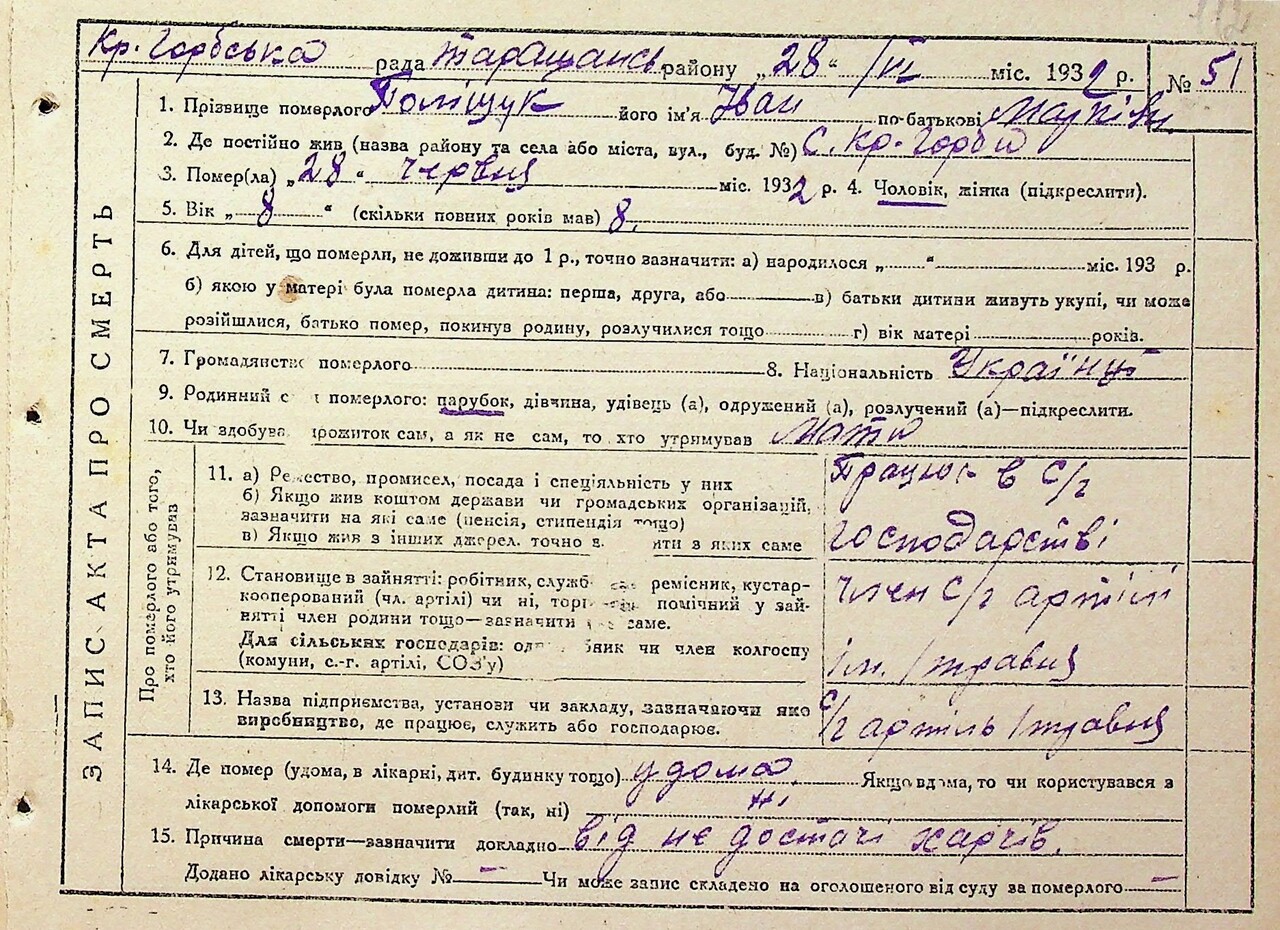 Кр. Горбська рада Таращансь району „28“ /VI міс. 1932 р. № 51
ЗАПИС АКТА ПРО СМЕРТЬ
1. Прізвище померлого Поліщук його ім'я Іван по-батькові
2. Де постійно жив (назва району та села або міста, вул., буд. №) С. Кр. Горби
3. Помер(ла) „28“ червня міс. 1932 р. 4. Чоловік, жінка (підкреслити).
5. Вік „8“ (скільки повних років мав) 8.
6. Для дітей, що померли, не доживши до 1 р., точно зазначити: а) народилося „ “ міс. 193 р.
б) якою у матері була померла дитина: перша, друга, або в) батьки дитини живуть укупі, чи може
розійшлися, батько помер, покинув родину, розлучилися тощо г) вік матері років.
7. Громадянство померлого 8. Національність
9. Родинний с н померлого: парубок, дівчина, удівець (а), одружений (а), розлучений (а)—підкреслити.
10. Чи здобува прожиток сам, а як не сам, то хто утримував Мати
Про померлого або того, хто його утримував
11. а) Ремество, промисел, посада і спеціяльність у них
б) Якщо жив коштом держави чи громадських організацій,
зазначити на які саме (пенсія, стипендія тощо)
в) Якщо жив з інших джерел, точно з ити з яких саме
Працює в с/г
господарстві
12. Становище в зайнятті: робітник, служб ремісник, кустар-
кооперований (чл. артілі) чи ні, торг помічний у зай-
нятті член родини тощо—зазначити саме.
Для сільських господарів: од бник чи член колгоспу
(комуни, с.-г. артілі, СОЗ'у)
член с/г артілі
ім. 1 травня
13. Назва підприємства, установи чи закладу, зазначаючи яке
виробництво, де працює, служить або господарює.
с/г артиль 1 травня
14. Де помер (удома, в лікарні, дит. будинку тощо) удома. Якщо вдома, то чи користувався з
лікарської допомоги померлий (так, ні) ні
15. Причина смерти—зазначити докладно від не достачі харчів.
Додано лікарську довідку № — Чи може запис складено на оголошеного від суду за померлого —